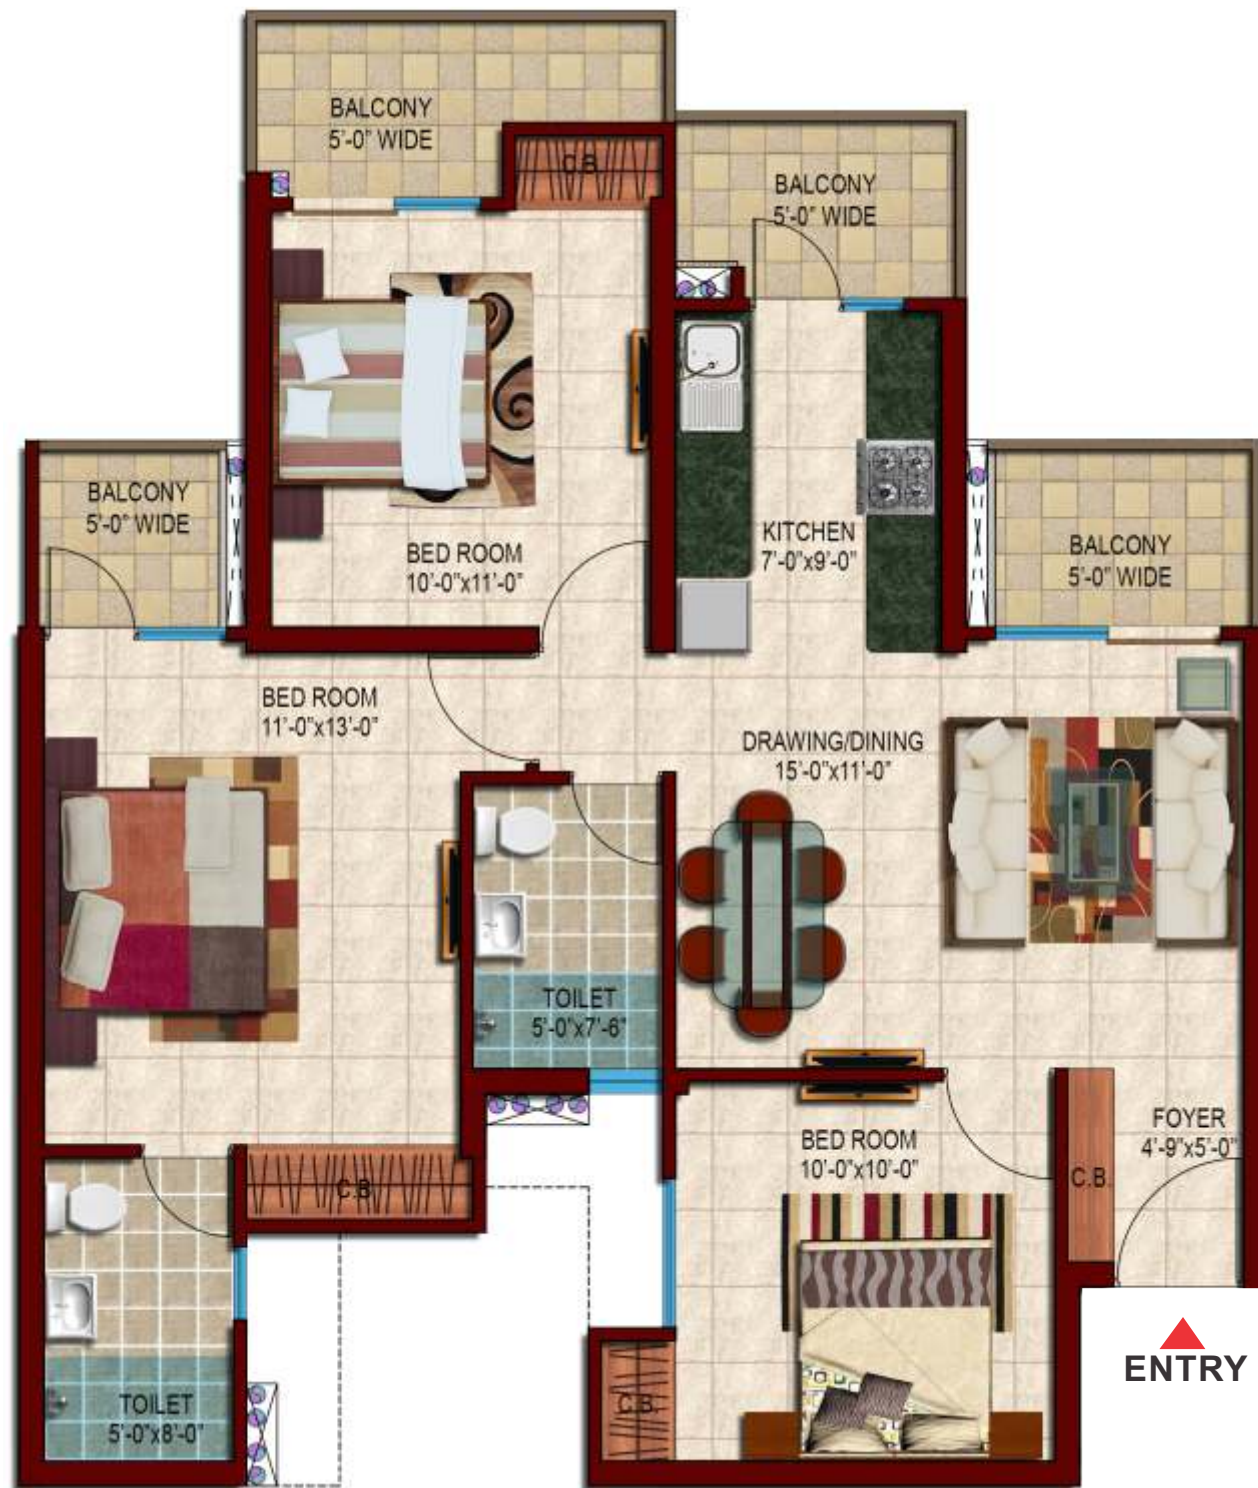 BALCONY
5'-0" WIDE
C.B.
BALCONY
5'-0" WIDE
BALCONY
5'-0" WIDE
BED ROOM
10'-0"x11'-0"
KITCHEN
7'-0"x9'-0"
BALCONY
5'-0" WIDE
BED ROOM
11'-0"x13'-0"
DRAWING/DINING
15'-0"x11'-0"
TOILET
5'-0"x7'-6"
BED ROOM
10'-0"x10'-0"
FOYER
4'-9"x5'-0"
C.B.
C.B.
TOILET
5'-0"x8'-0"
C.B.
ENTRY